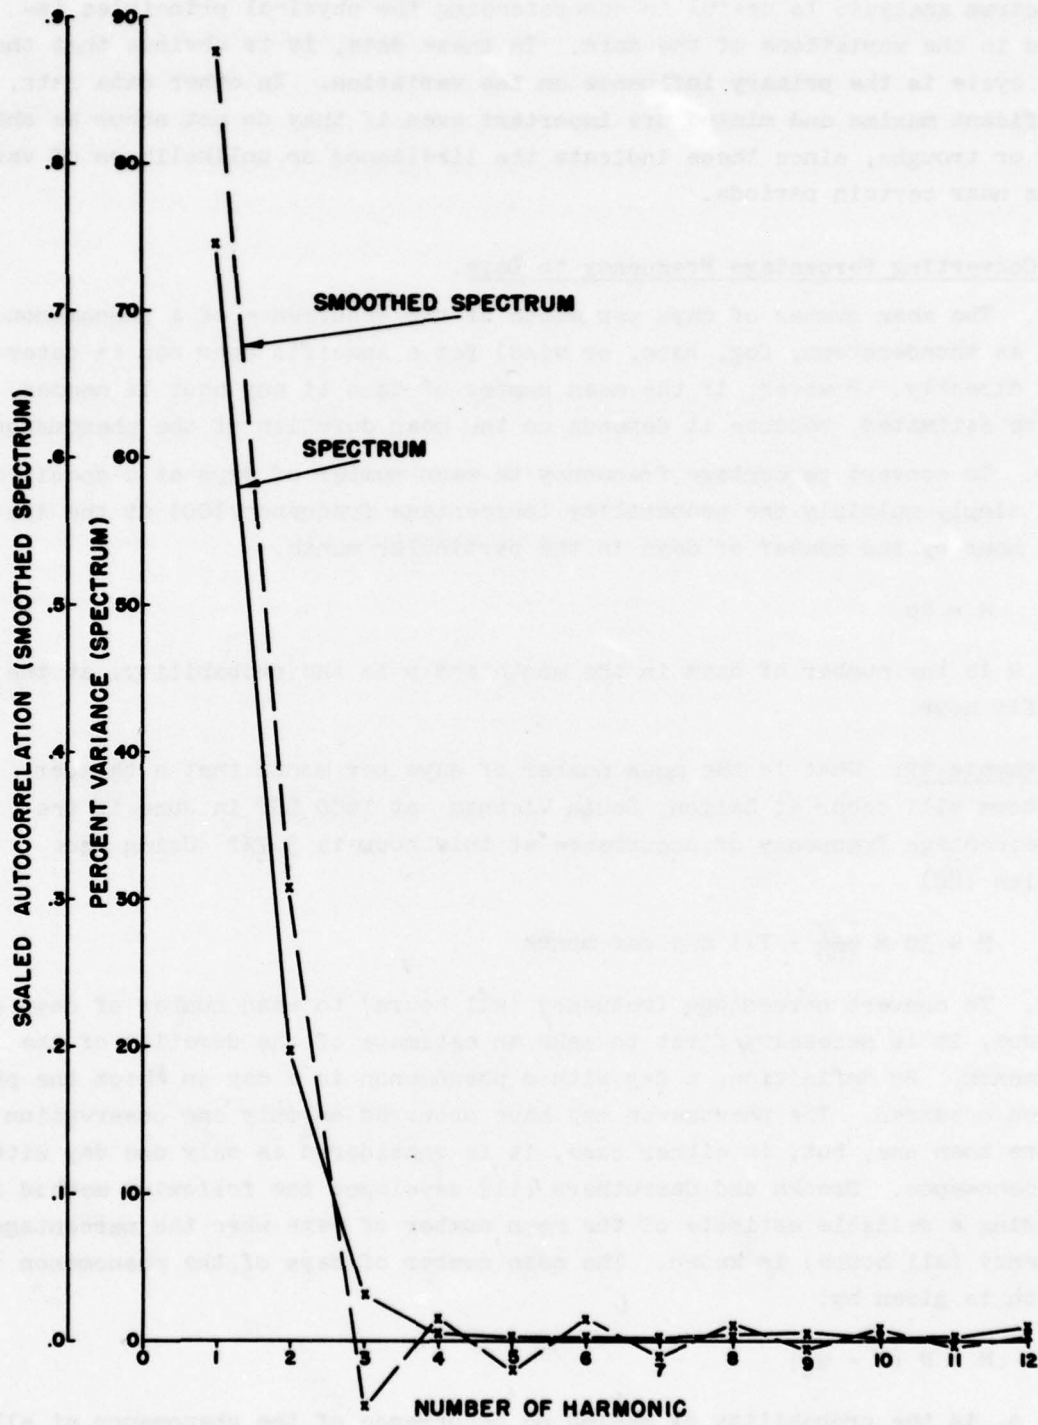 .9 90
.8 80
.7 70
SMOOTHED SPECTRUM
SPECTRUM
.6 60
.5 50
.4 40
.3 30
.2 20
.1 10
.0 0
SCALED AUTOCORRELATION (SMOOTHED SPECTRUM)
PERCENT VARIANCE (SPECTRUM)
0 1 2 3 4 5 6 7 8 9 10 11 12
NUMBER OF HARMONIC